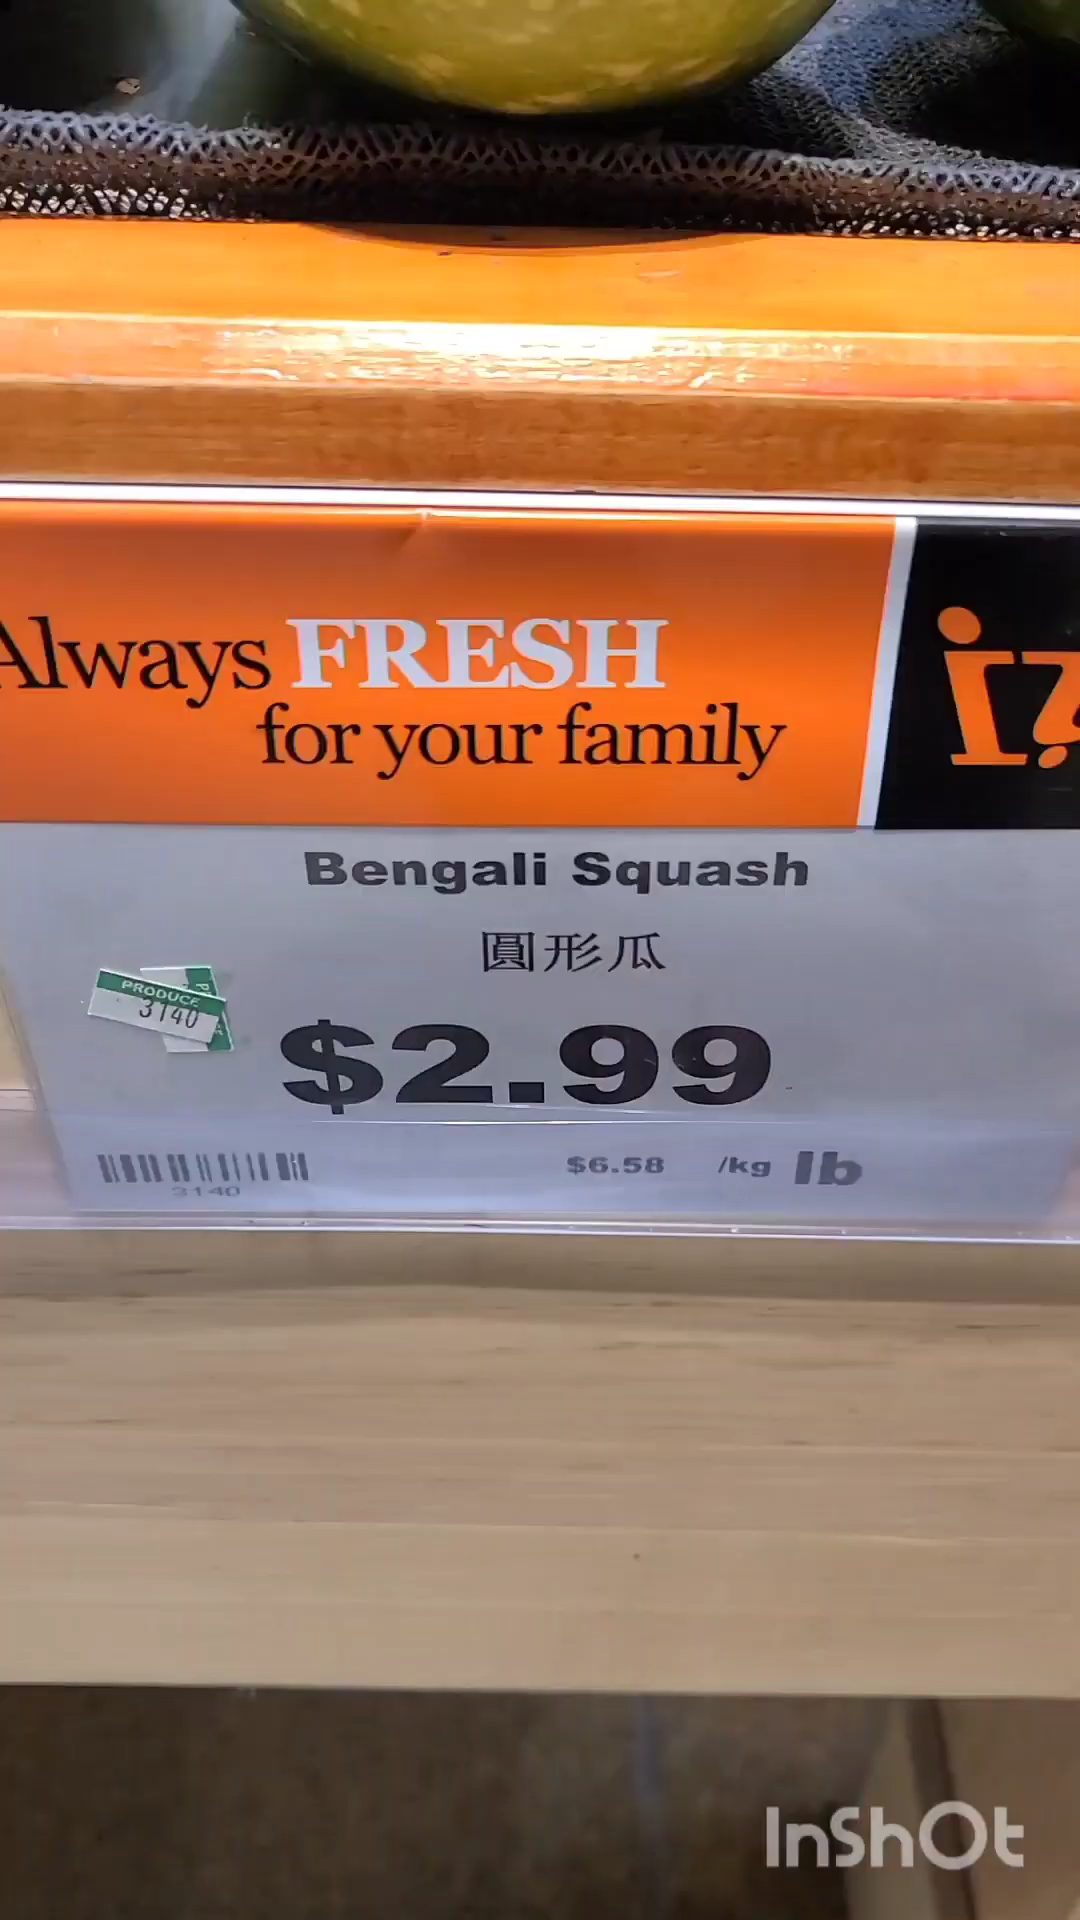 Always FRESH
for your family
Bengali Squash
圓形瓜
PRODUCE
3140
$2.99
$6.58 /kg lb
3140
InShOt